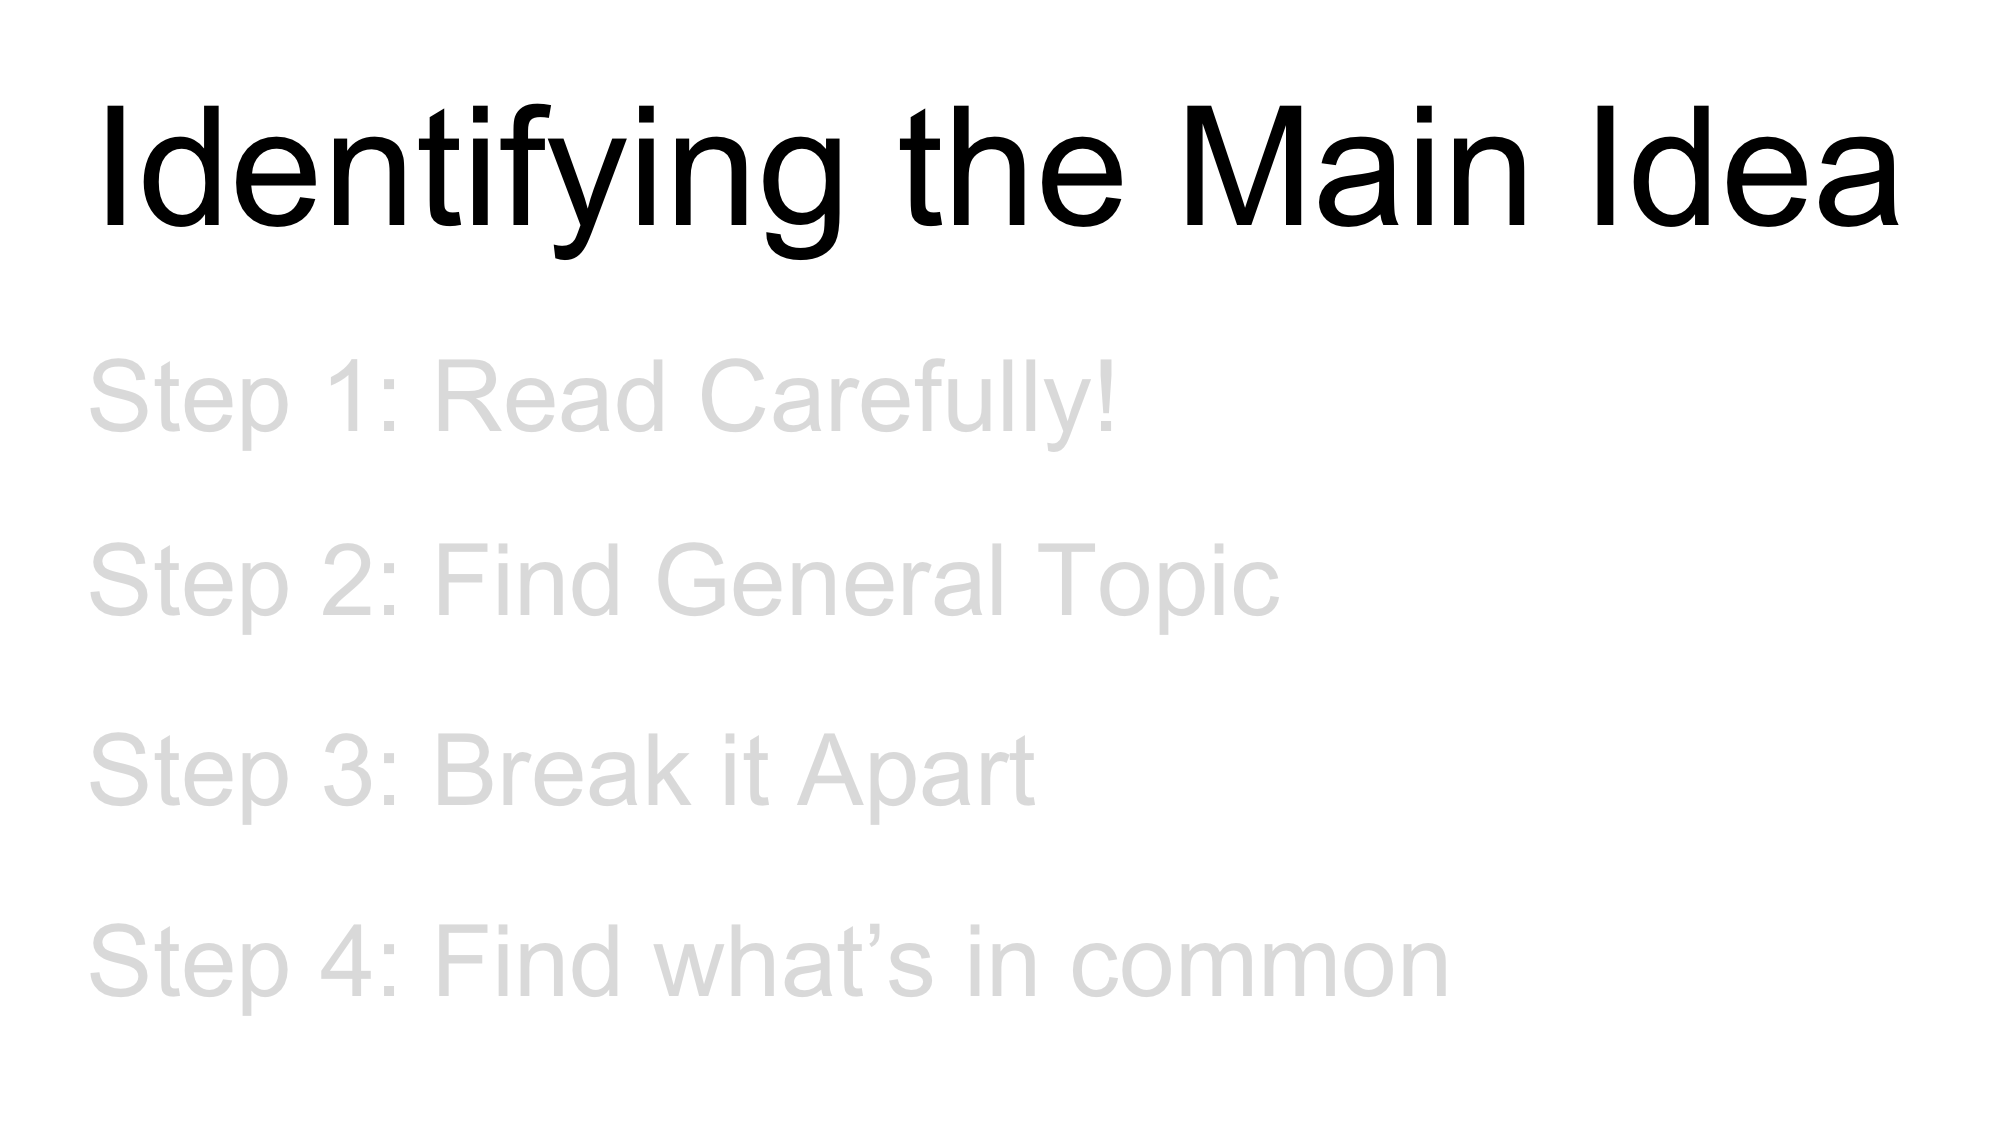 Identifying the Main Idea
Step 1: Read Carefully!
Step 2: Find General Topic
Step 3: Break it Apart
Step 4: Find what’s in common